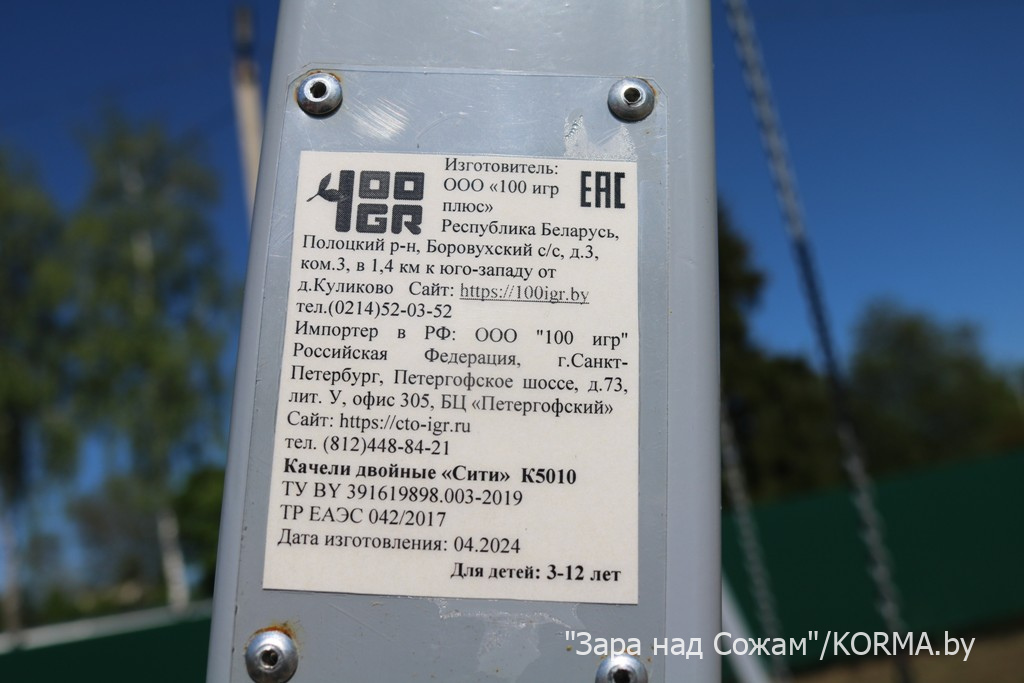 400
IGR
Изготовитель:
ООО «100 игр
плюс»
EAC
Республика Беларусь,
Полоцкий р-н, Боровухский с/с, д.3,
ком.3, в 1,4 км к юго-западу от
д.Куликово Сайт: https://100igr.by
тел.(0214)52-03-52
Импортер в РФ: ООО "100 игр"
Российская Федерация, г.Санкт-
Петербург, Петергофское шоссе, д.73,
лит. У, офис 305, БЦ «Петергофский»
Сайт: https://cto-igr.ru
тел. (812)448-84-21
Качели двойные «Сити» К5010
ТУ BY 391619898.003-2019
ТР ЕАЭС 042/2017
Дата изготовления: 04.2024
Для детей: 3-12 лет
"Зара над Сожам"/KORMA.by